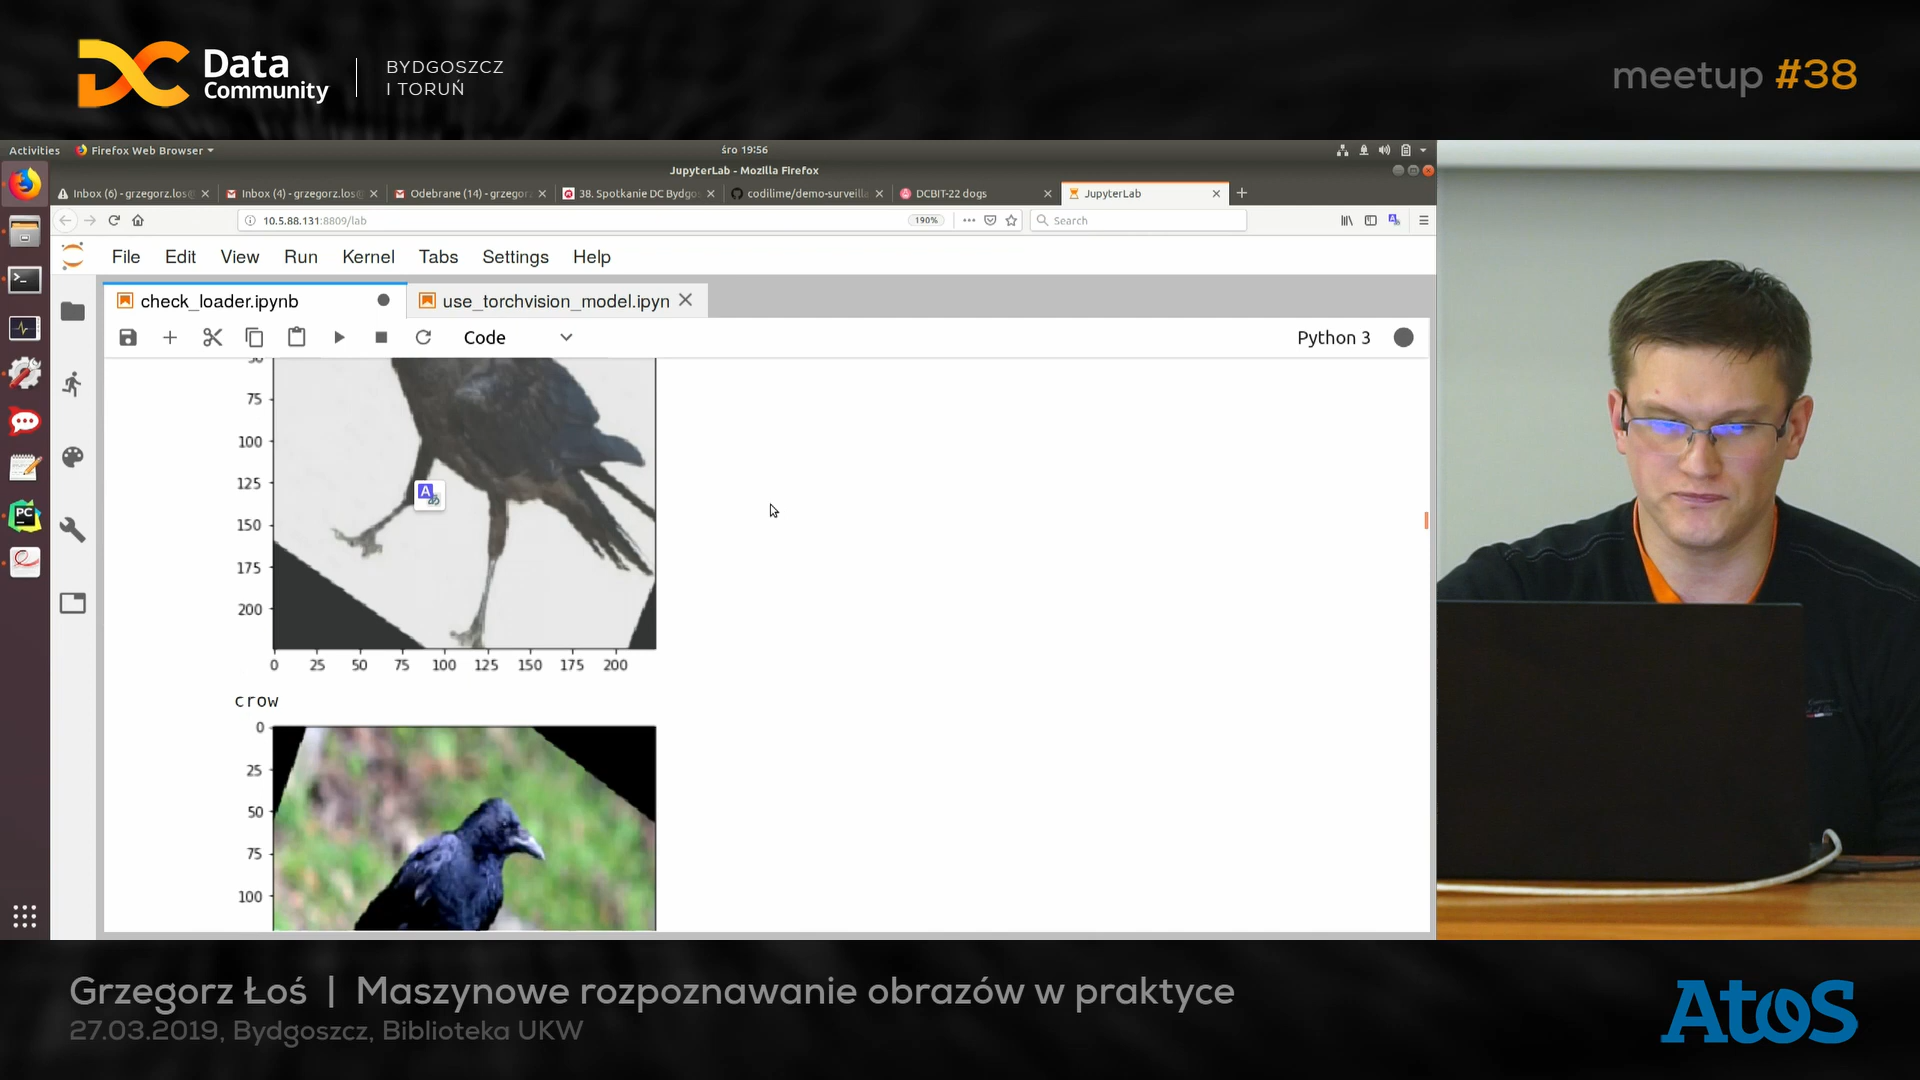 Data
Community
BYDGOSZCZ
I TORUŃ
meetup #38
Activities
Firefox Web Browser
śro 19:56
JupyterLab - Mozilla Firefox
Inbox (6) - grzegorz.los@
Inbox (4) - grzegorz.los@
Odebrane (14) - grzegorz
38. Spotkanie DC Bydgo
codilime/demo-surveill
DCBIT-22 dogs
JupyterLab
10.5.88.131:8809/lab
190%
Search
File Edit View Run Kernel Tabs Settings Help
check_loader.ipynb
use_torchvision_model.ipyn
Code
Python 3
75
100
125
150
175
200
0 25 50 75 100 125 150 175 200
crow
0
25
50
75
100
Grzegorz Łoś | Maszynowe rozpoznawanie obrazów w praktyce
27.03.2019, Bydgoszcz, Biblioteka UKW
Atos